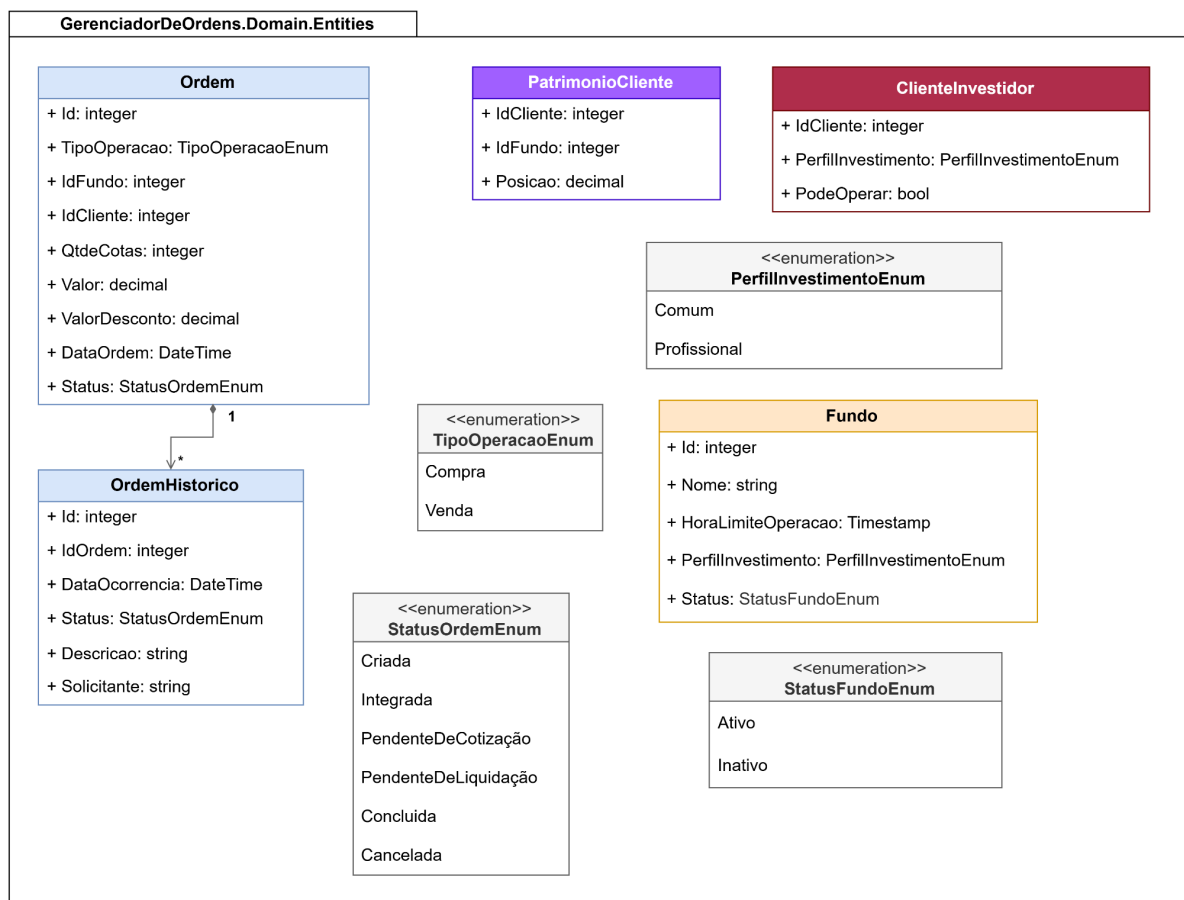 GerenciadorDeOrdens.Domain.Entities
Ordem
+ Id: integer
+ TipoOperacao: TipoOperacaoEnum
+ IdFundo: integer
+ IdCliente: integer
+ QtdeCotas: integer
+ Valor: decimal
+ ValorDesconto: decimal
+ DataOrdem: DateTime
+ Status: StatusOrdemEnum
1
*
OrdemHistorico
+ Id: integer
+ IdOrdem: integer
+ DataOcorrencia: DateTime
+ Status: StatusOrdemEnum
+ Descricao: string
+ Solicitante: string
PatrimonioCliente
+ IdCliente: integer
+ IdFundo: integer
+ Posicao: decimal
ClienteInvestidor
+ IdCliente: integer
+ PerfilInvestimento: PerfilInvestimentoEnum
+ PodeOperar: bool
<<enumeration>>
PerfilInvestimentoEnum
Comum
Profissional
<<enumeration>>
TipoOperacaoEnum
Compra
Venda
Fundo
+ Id: integer
+ Nome: string
+ HoraLimiteOperacao: Timestamp
+ PerfilInvestimento: PerfilInvestimentoEnum
+ Status: StatusFundoEnum
<<enumeration>>
StatusOrdemEnum
Criada
Integrada
PendenteDeCotização
PendenteDeLiquidação
Concluida
Cancelada
<<enumeration>>
StatusFundoEnum
Ativo
Inativo